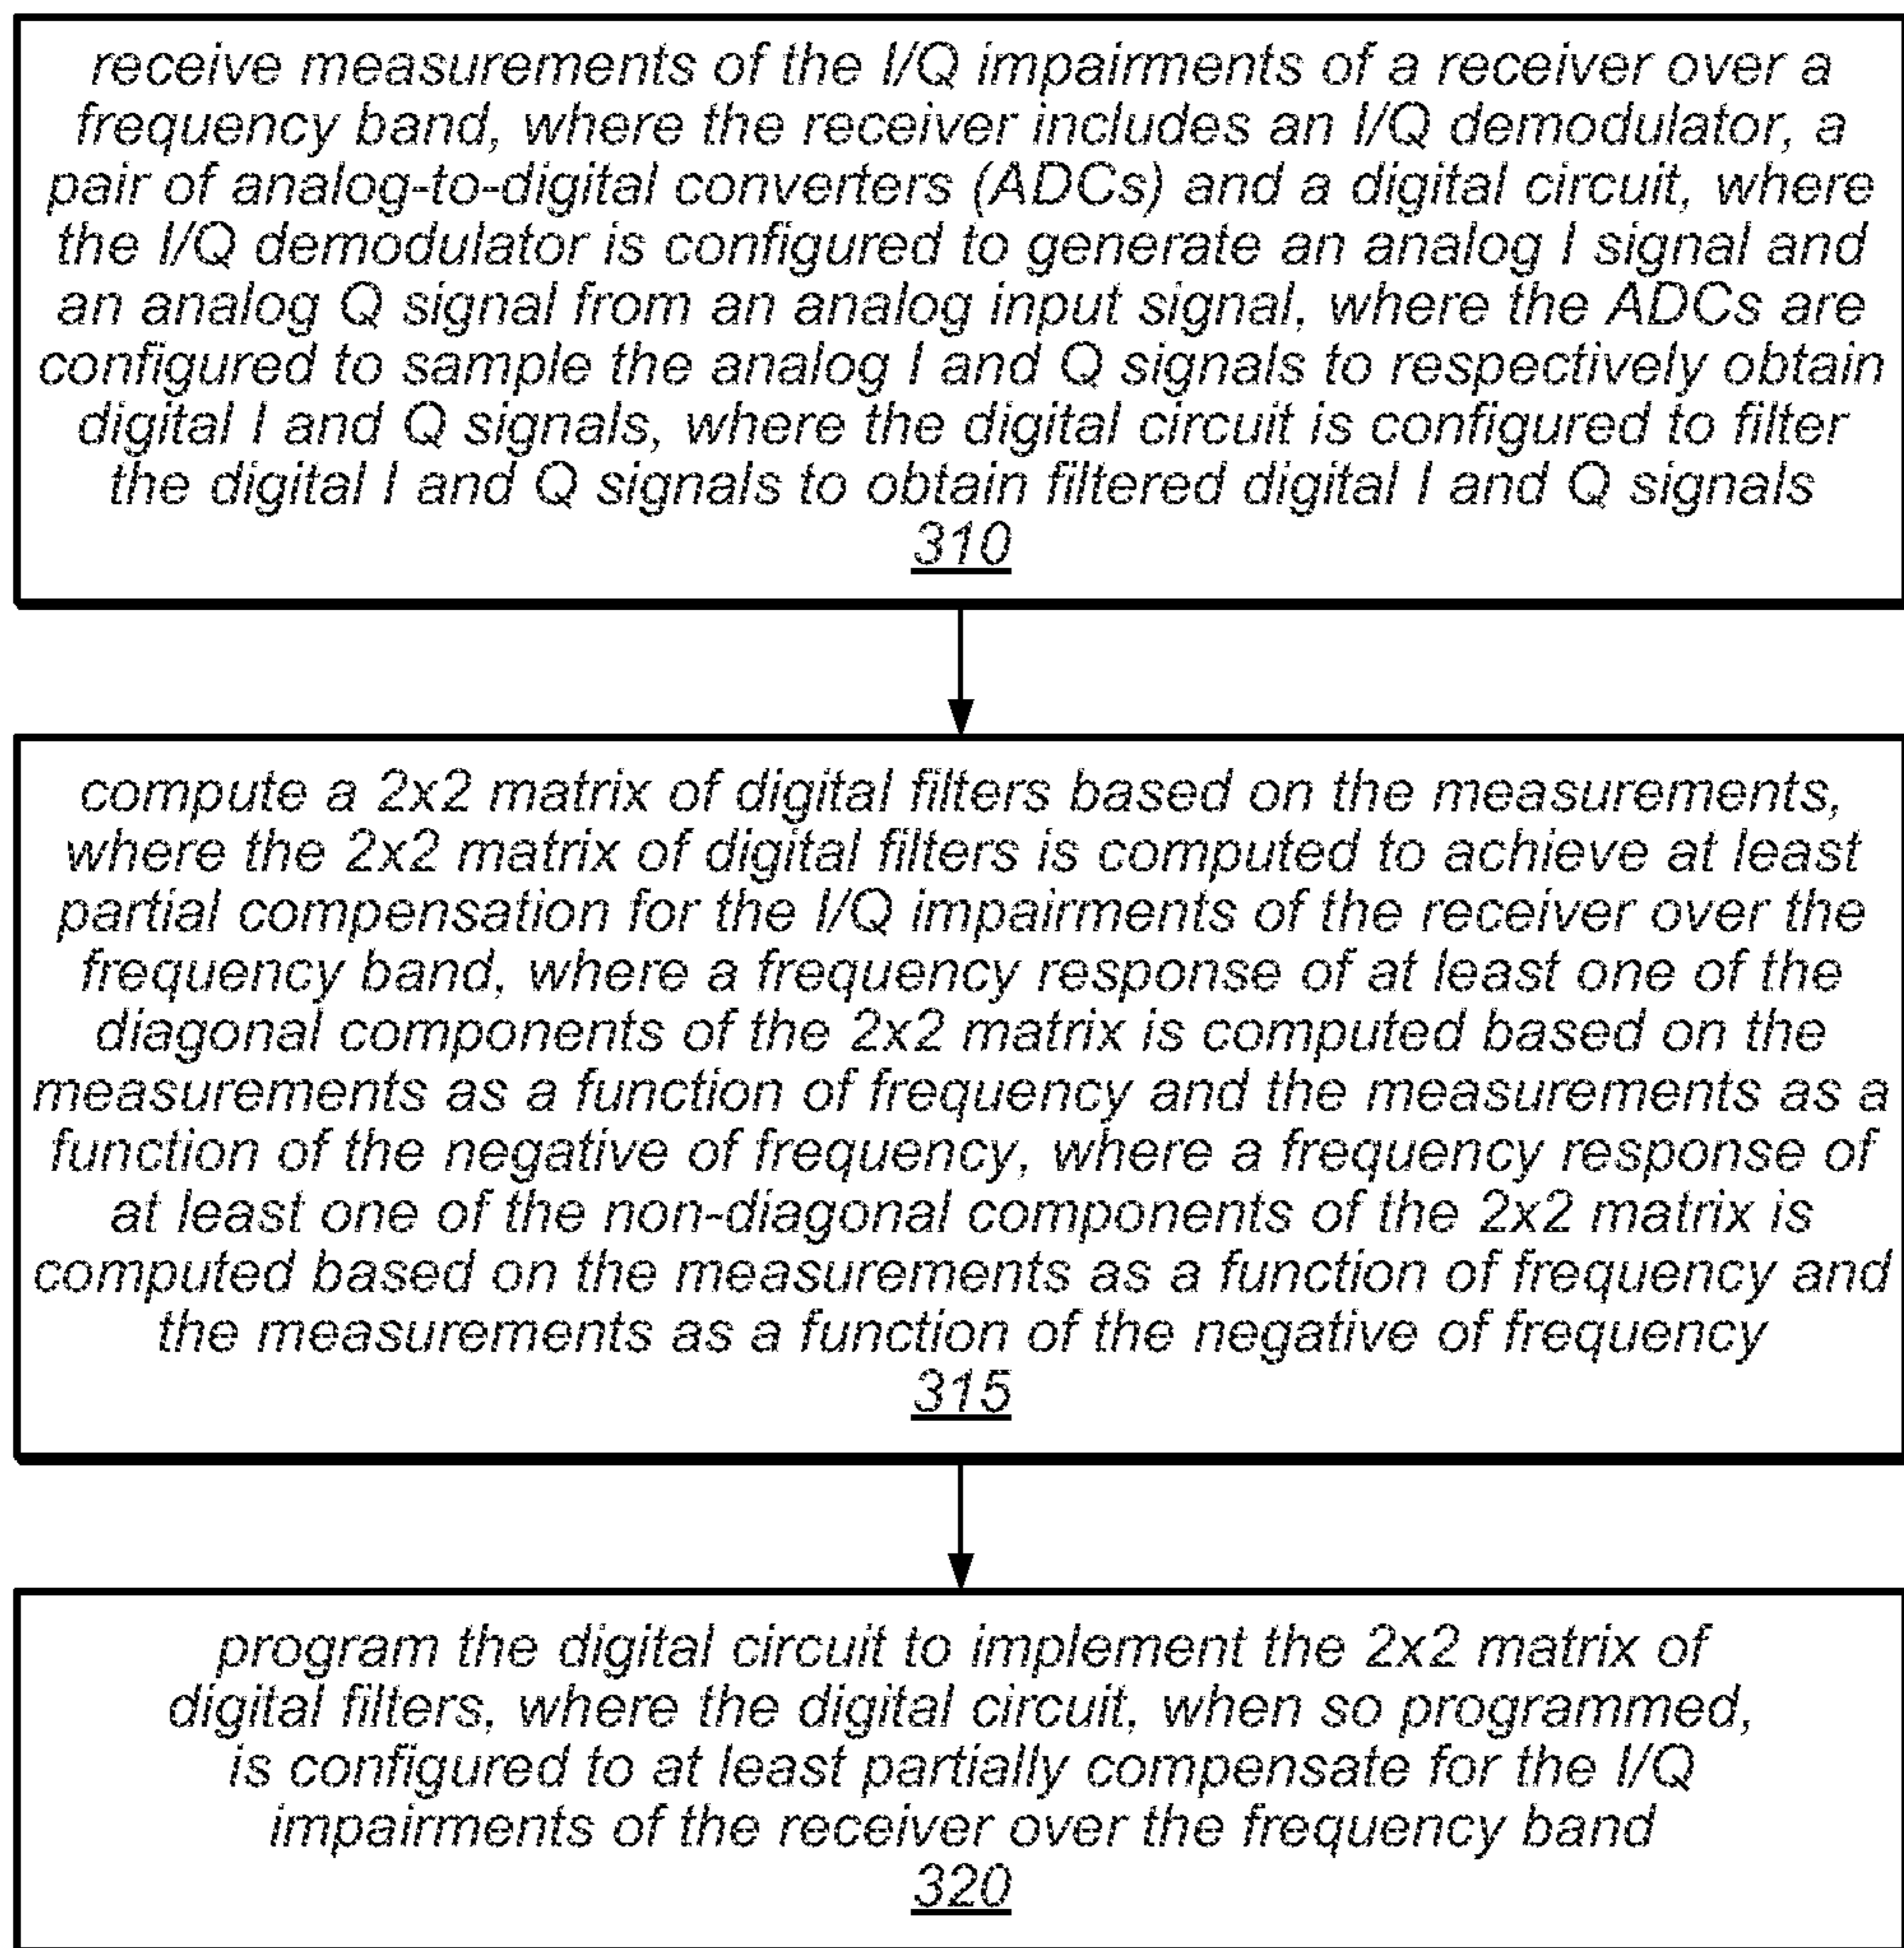 receive measurements of the I/Q impairments of a receiver over a
frequency band, where the receiver includes an I/Q demodulator, a
pair of analog-to-digital converters (ADCs) and a digital circuit, where
the I/Q demodulator is configured to generate an analog I signal and
an analog Q signal from an analog input signal, where the ADCs are
configured to sample the analog I and Q signals to respectively obtain
digital I and Q signals, where the digital circuit is configured to filter
the digital I and Q signals to obtain filtered digital I and Q signals
310
compute a 2x2 matrix of digital filters based on the measurements,
where the 2x2 matrix of digital filters is computed to achieve at least
partial compensation for the I/Q impairments of the receiver over the
frequency band, where a frequency response of at least one of the
diagonal components of the 2x2 matrix is computed based on the
measurements as a function of frequency and the measurements as a
function of the negative of frequency, where a frequency response of
at least one of the non-diagonal components of the 2x2 matrix is
computed based on the measurements as a function of frequency and
the measurements as a function of the negative of frequency
315
program the digital circuit to implement the 2x2 matrix of
digital filters, where the digital circuit, when so programmed,
is configured to at least partially compensate for the I/Q
impairments of the receiver over the frequency band
320